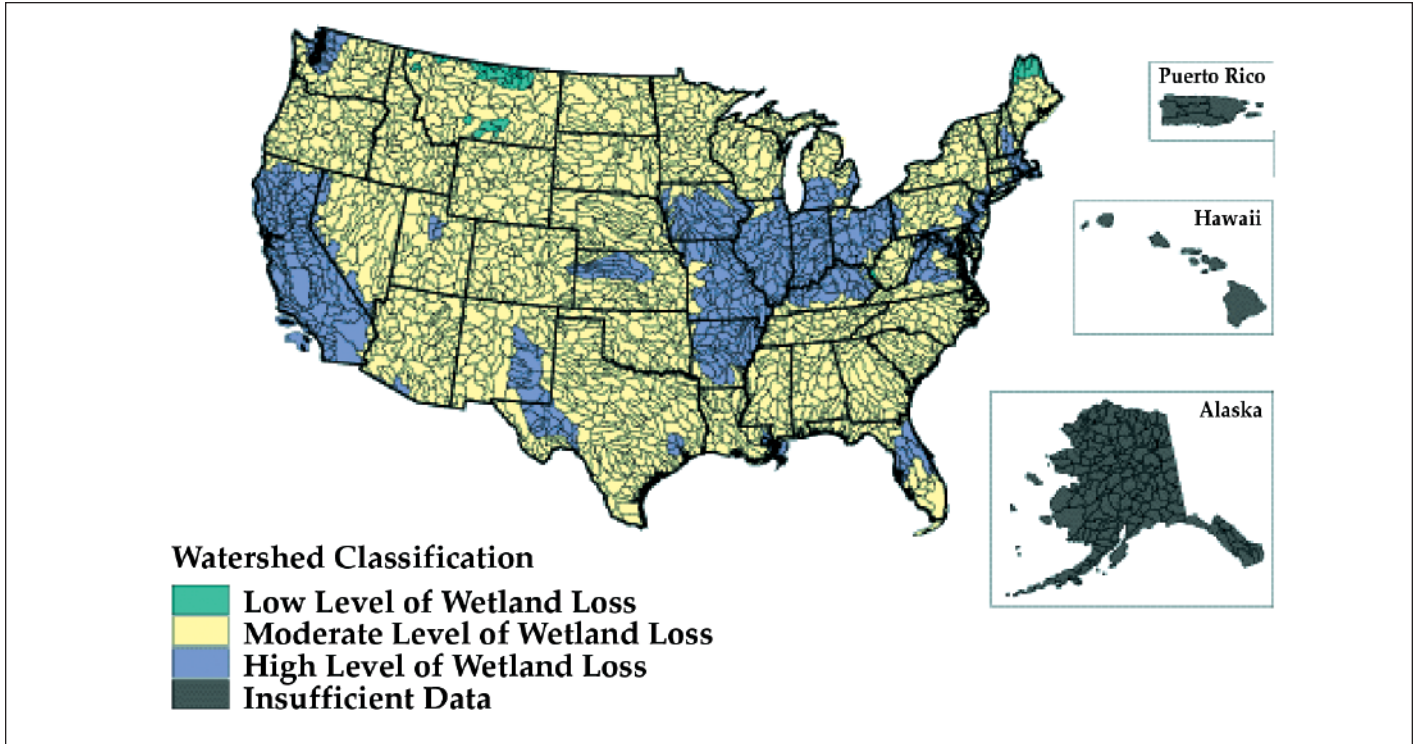 Puerto Rico
Hawaii
Alaska
Watershed Classification
Low Level of Wetland Loss
Moderate Level of Wetland Loss
High Level of Wetland Loss
Insufficient Data